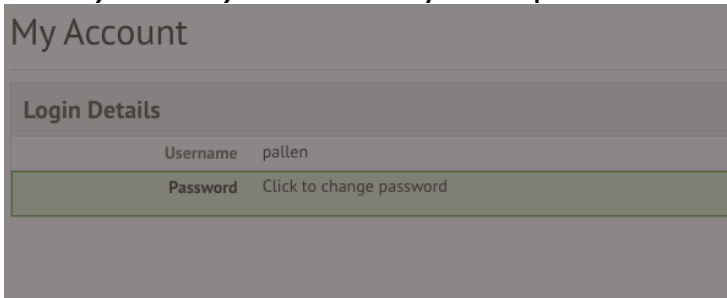 My Account
Login Details
Username pallen
Password Click to change password